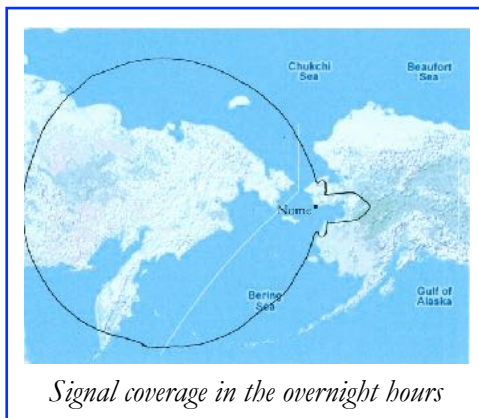 Chukchi
Sea
Beaufort
Sea
Nome
Bering
Sea
Gulf of
Alaska
Signal coverage in the overnight hours